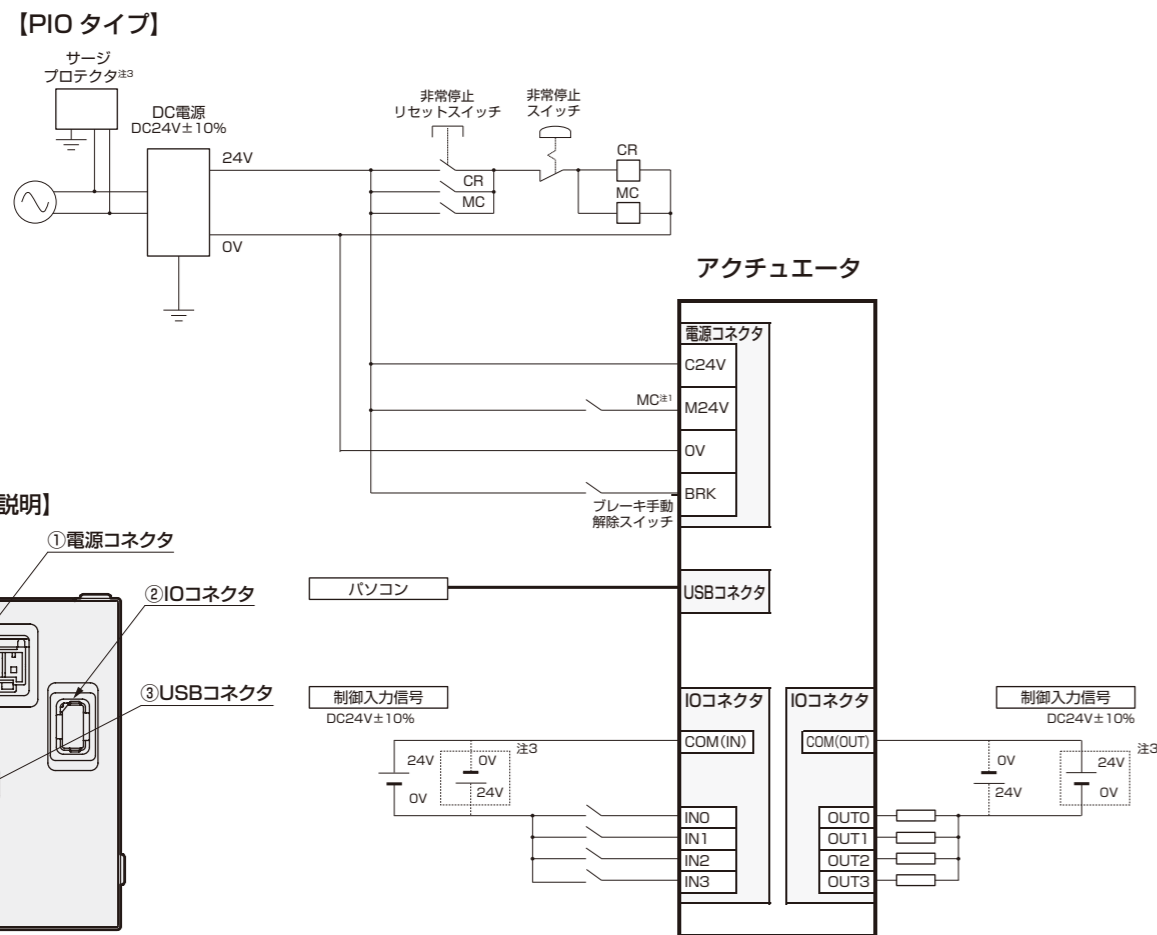 【PIO タイプ】
サージ
プロテクタ注3
DC電源
DC24V±10%
24V
0V
非常停止
リセットスイッチ
非常停止
スイッチ
CR
MC
CR
MC
アクチュエータ
電源コネクタ
C24V
MC注1
M24V
0V
BRK
ブレーキ手動
解除スイッチ
説明】
①電源コネクタ
②IOコネクタ
③USBコネクタ
パソコン
USBコネクタ
制御入力信号
DC24V±10%
IOコネクタ
IOコネクタ
制御入力信号
DC24V±10%
COM(IN)
COM(OUT)
24V
0V
0V
24V
注3
0V
24V
24V
0V
注3
IN0
IN1
IN2
IN3
OUT0
OUT1
OUT2
OUT3